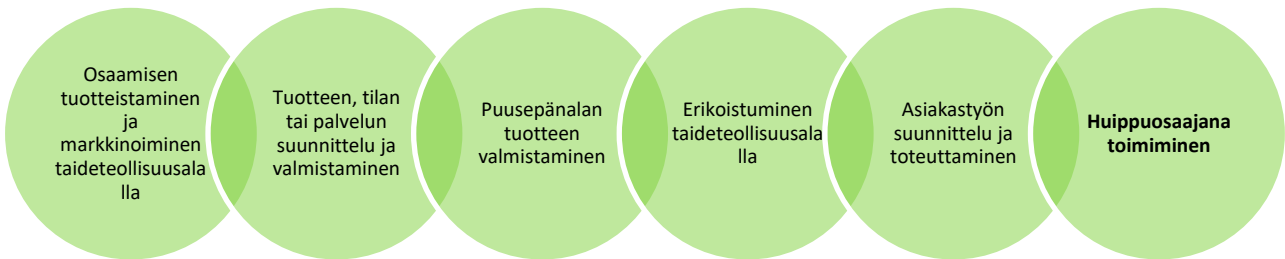 Osaamisen
tuotteistaminen
ja
markkinoiminen
taideteollisuusala
lla
Tuotteen, tilan
tai palvelun
suunnittelu ja
valmistaminen
Puusepänalan
tuotteen
valmistaminen
Erikoistuminen
taideteollisuusala
lla
Asiakastyön
suunnittelu ja
toteuttaminen
Huippuosaajana
toimiminen